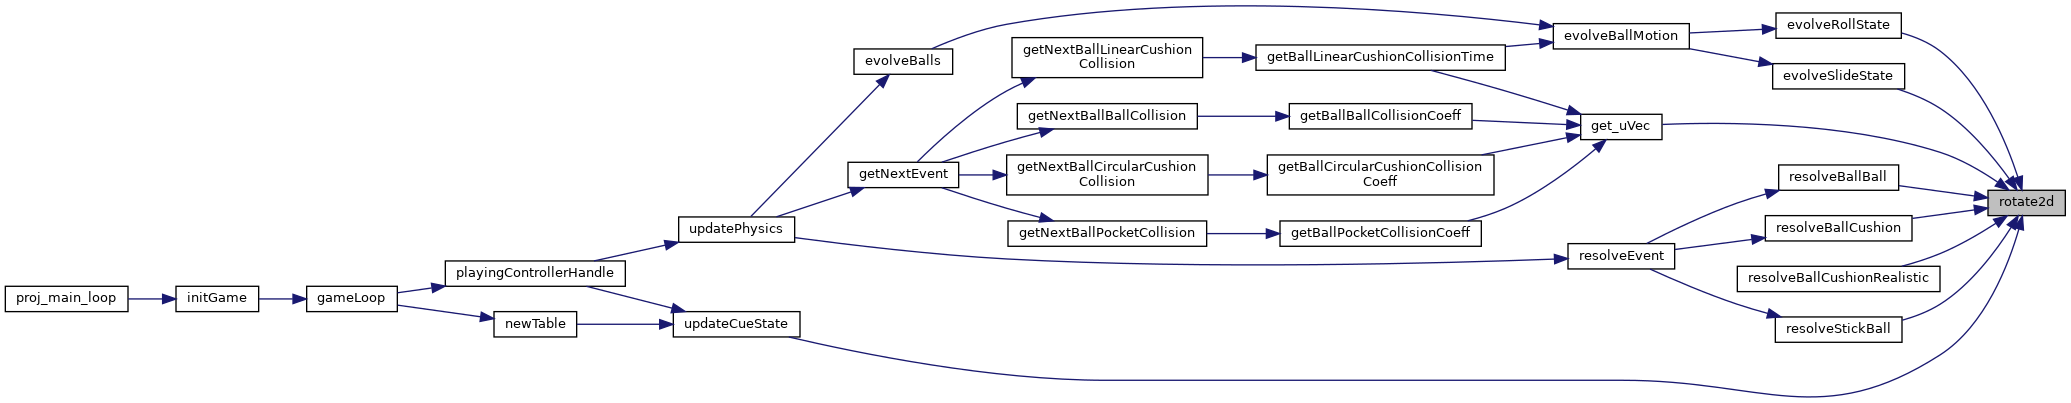 evolveRollState
evolveBallMotion
getNextBallLinearCushion
Collision
getBallLinearCushionCollisionTime
evolveBalls
evolveSlideState
getNextBallBallCollision
getBallBallCollisionCoeff
get_uVec
getNextEvent
getNextBallCircularCushion
Collision
getBallCircularCushionCollision
Coeff
resolveBallBall
rotate2d
updatePhysics
getNextBallPocketCollision
getBallPocketCollisionCoeff
resolveBallCushion
resolveEvent
playingControllerHandle
resolveBallCushionRealistic
proj_main_loop
initGame
gameLoop
newTable
updateCueState
resolveStickBall